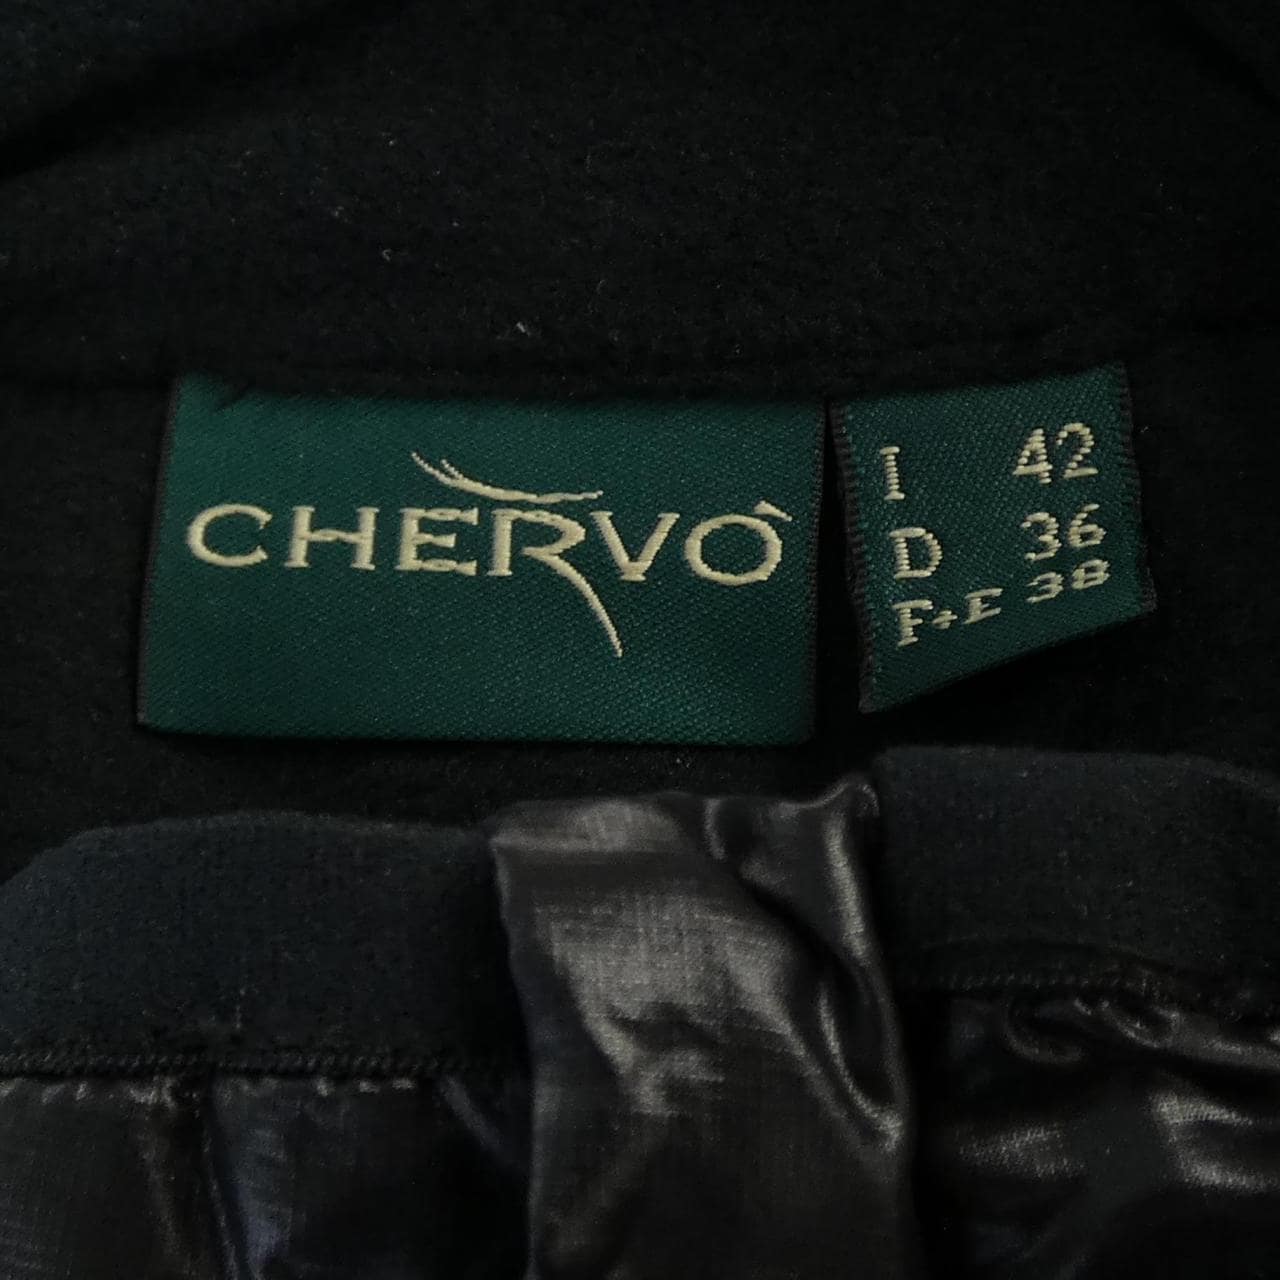 CHERVÒ
I 42
D 36
F+E 38